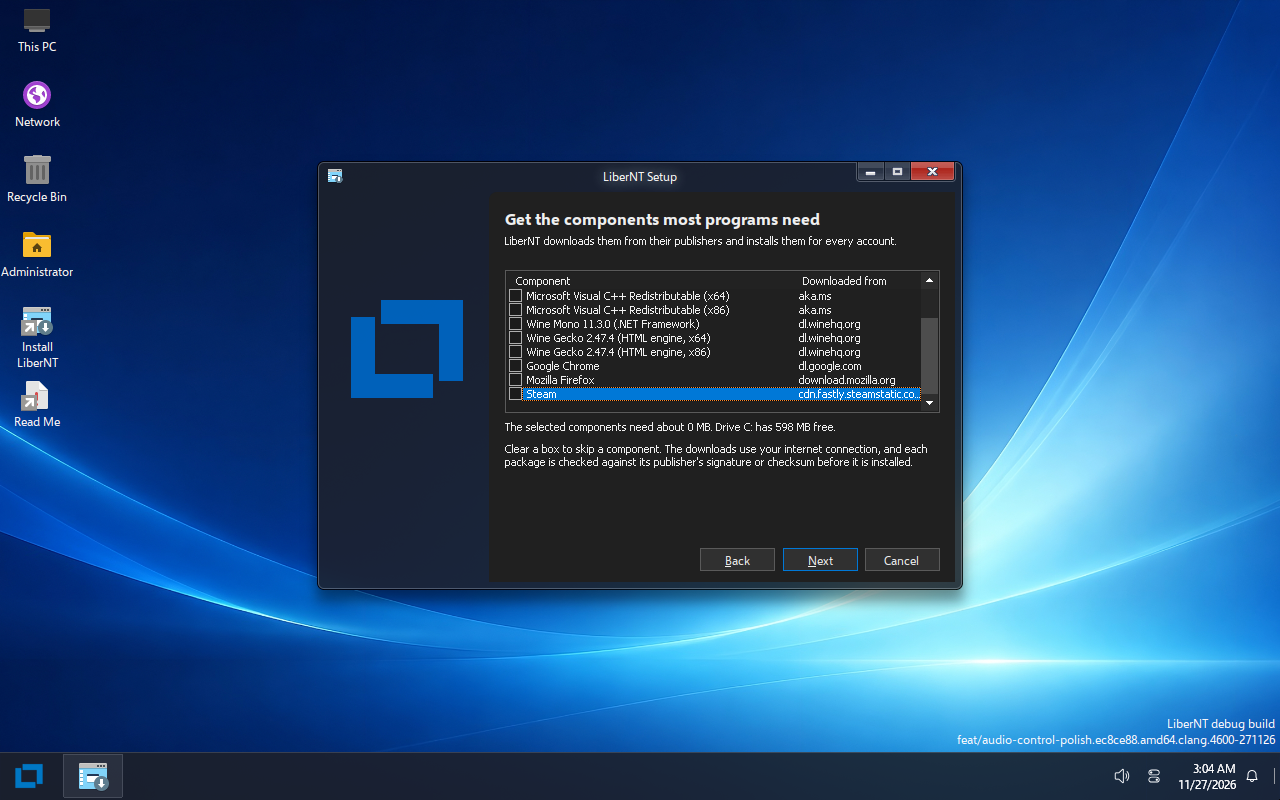 This PC
Network
Recycle Bin
Administrator
Install
LiberNT
Read Me
LiberNT Setup
Get the components most programs need
LiberNT downloads them from their publishers and installs them for every account.
Component Downloaded from
Microsoft Visual C++ Redistributable (x64) aka.ms
Microsoft Visual C++ Redistributable (x86) aka.ms
Wine Mono 11.3.0 (.NET Framework) dl.winehq.org
Wine Gecko 2.47.4 (HTML engine, x64) dl.winehq.org
Wine Gecko 2.47.4 (HTML engine, x86) dl.winehq.org
Google Chrome dl.google.com
Mozilla Firefox download.mozilla.org
Steam cdn.fastly.steamstatic.co...
The selected components need about 0 MB. Drive C: has 598 MB free.
Clear a box to skip a component. The downloads use your internet connection, and each
package is checked against its publisher's signature or checksum before it is installed.
Back Next Cancel
LiberNT debug build
feat/audio-control-polish.ec8ce88.amd64.clang.4600-271126
3:04 AM
11/27/2026